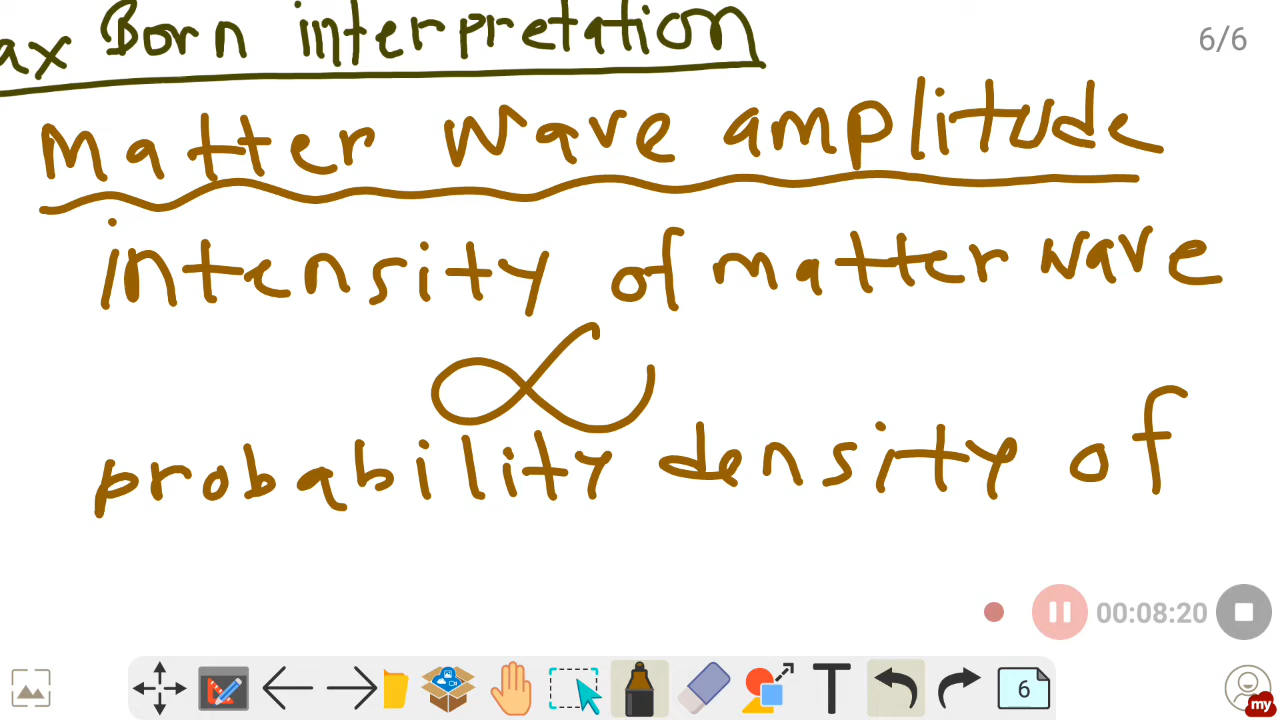 ax Born interpretation
6/6
Matter wave amplitude
intensity of matter wave
∝
probability density of
00:08:20
T
6
my